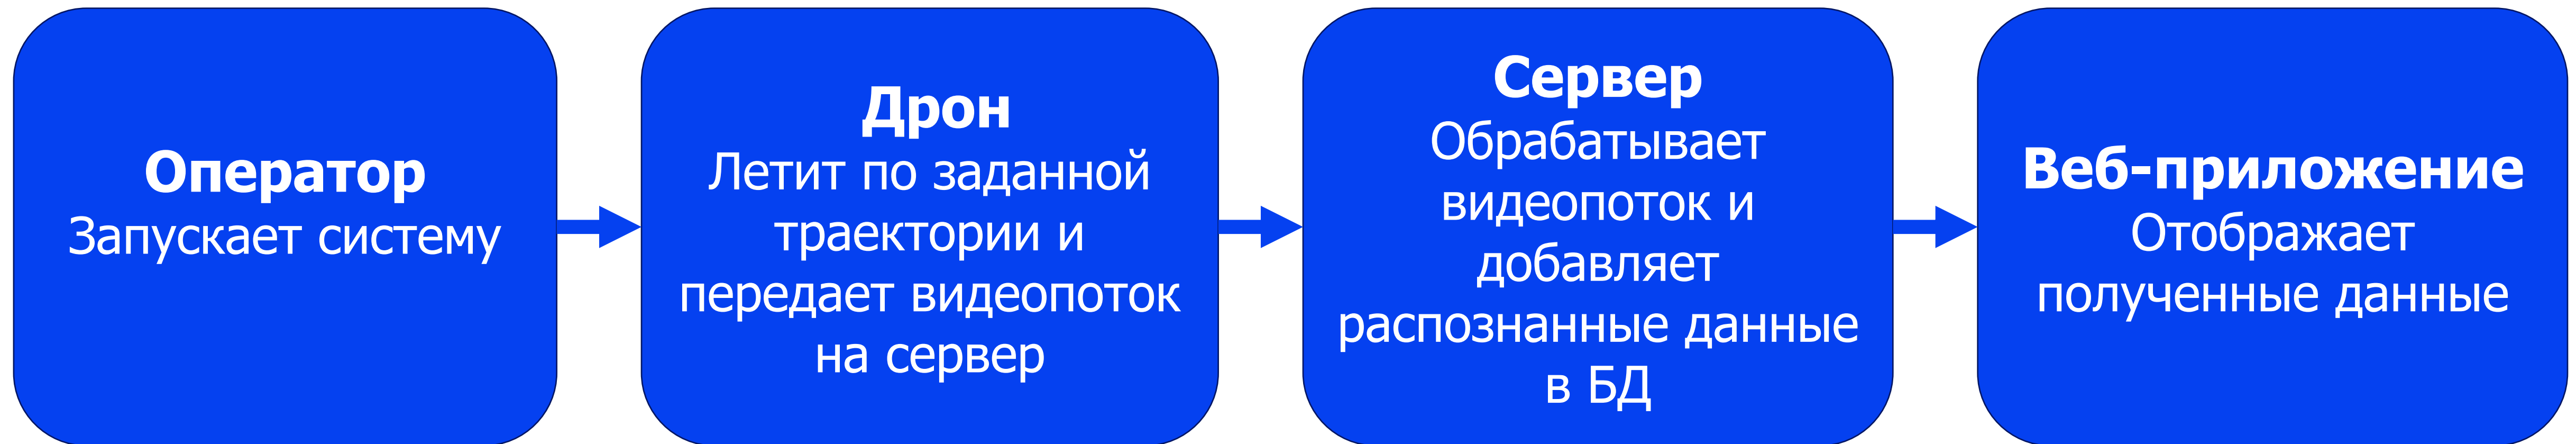 Оператор
Запускает систему
Дрон
Летит по заданной
траектории и
передает видеопоток
на сервер
Сервер
Обрабатывает
видеопоток и
добавляет
распознанные данные
в БД
Веб-приложение
Отображает
полученные данные